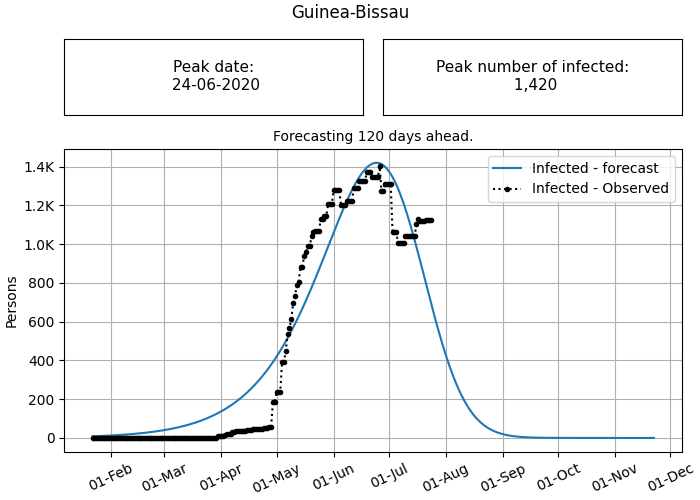 Guinea-Bissau
Peak date:
24-06-2020
Peak number of infected:
1,420
Forecasting 120 days ahead.
Infected - forecast
Infected - Observed
1.4K
1.2K
1.0K
800
600
400
200
0
Persons
01-Feb
01-Mar
01-Apr
01-May
01-Jun
01-Jul
01-Aug
01-Sep
01-Oct
01-Nov
01-Dec